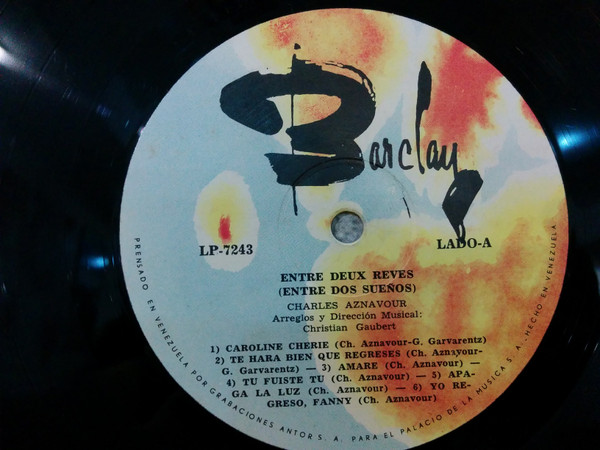 Barclay
LP-7243
LADO-A
ENTRE DEUX REVES
(ENTRE DOS SUEÑOS)
CHARLES AZNAVOUR
Arreglos y Dirección Musical:
Christian Gaubert
1) CAROLINE CHERIE (Ch. Aznavour-G. Garvarentz)
2) TE HARA BIEN QUE REGRESES (Ch. Aznavour-
G. Garvarentz) — 3) AMARE (Ch. Aznavour) —
4) TU FUISTE TU (Ch. Aznavour) — 5) APA-
GA LA LUZ (Ch. Aznavour) — 6) YO RE-
GRESO, FANNY (Ch. Aznavour)
PRENSADO EN VENEZUELA POR GRABACIONES ANTOR S. A. PARA EL PALACIO DE LA MUSICA S. A. - HECHO EN VENEZUELA